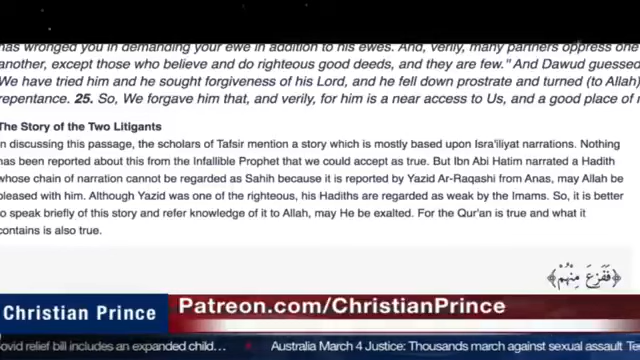 has wronged you in demanding your ewe in addition to his ewes. And, verily, many partners oppress one
another, except those who believe and do righteous good deeds, and they are few." And Dawud guessed
We have tried him and he sought forgiveness of his Lord, and he fell down prostrate and turned (to Allah)
repentance. 25. So, We forgave him that, and verily, for him is a near access to Us, and a good place of
The Story of the Two Litigants
n discussing this passage, the scholars of Tafsir mention a story which is mostly based upon Isra'iliyat narrations. Nothing
has been reported about this from the Infallible Prophet that we could accept as true. But Ibn Abi Hatim narrated a Hadith
whose chain of narration cannot be regarded as Sahih because it is reported by Yazid Ar-Raqashi from Anas, may Allah be
pleased with him. Although Yazid was one of the righteous, his Hadiths are regarded as weak by the Imams. So, it is better
o speak briefly of this story and refer knowledge of it to Allah, may He be exalted. For the Qur'an is true and what it
contains is also true.
﴿فَفَزِعَ مِنْهُمْ﴾
Christian Prince
Patreon.com/ChristianPrince
ovid relief bill includes an expanded child...
Australia March 4 Justice: Thousands march against sexual assault